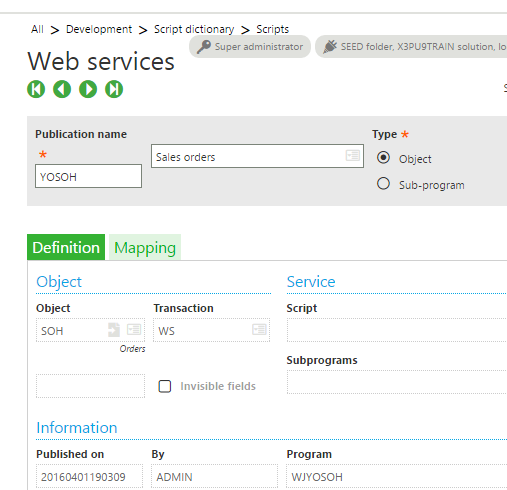 All > Development > Script dictionary > Scripts
Super administrator
SEED folder, X3PU9TRAIN solution, lo
Web services
Publication name
Type *
*
Sales orders
Object
YOSOH
Sub-program
Definition
Mapping
Object
Service
Object
Transaction
Script
SOH
WS
Orders
Subprograms
Invisible fields
Information
Published on
By
Program
20160401190309
ADMIN
WJYOSOH